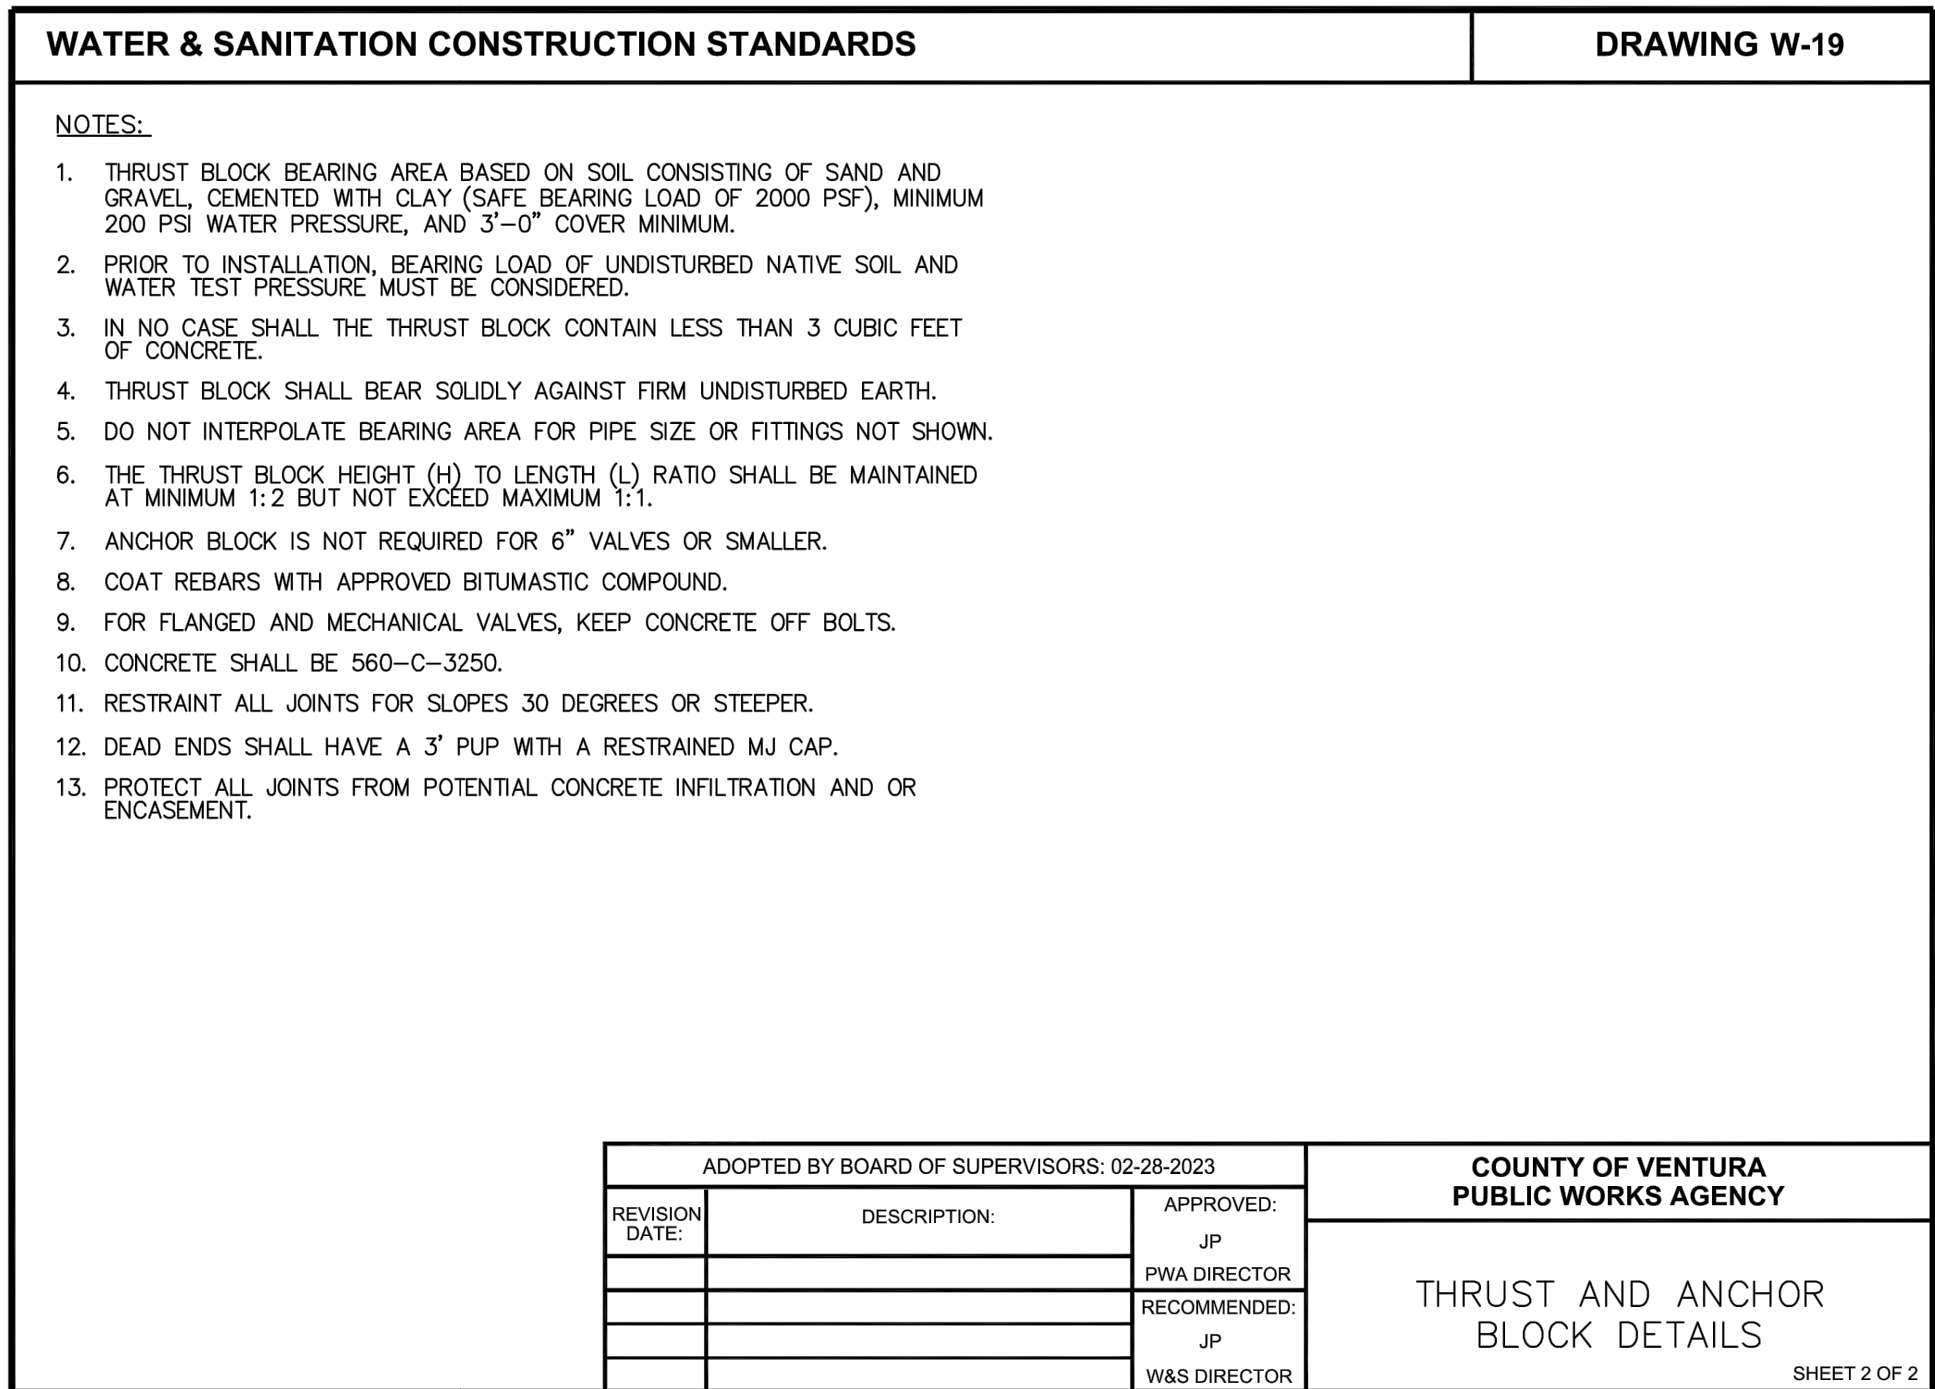 WATER & SANITATION CONSTRUCTION STANDARDS
DRAWING W-19
NOTES:
1. THRUST BLOCK BEARING AREA BASED ON SOIL CONSISTING OF SAND AND
GRAVEL, CEMENTED WITH CLAY (SAFE BEARING LOAD OF 2000 PSF), MINIMUM
200 PSI WATER PRESSURE, AND 3'-0" COVER MINIMUM.
2. PRIOR TO INSTALLATION, BEARING LOAD OF UNDISTURBED NATIVE SOIL AND
WATER TEST PRESSURE MUST BE CONSIDERED.
3. IN NO CASE SHALL THE THRUST BLOCK CONTAIN LESS THAN 3 CUBIC FEET
OF CONCRETE.
4. THRUST BLOCK SHALL BEAR SOLIDLY AGAINST FIRM UNDISTURBED EARTH.
5. DO NOT INTERPOLATE BEARING AREA FOR PIPE SIZE OR FITTINGS NOT SHOWN.
6. THE THRUST BLOCK HEIGHT (H) TO LENGTH (L) RATIO SHALL BE MAINTAINED
AT MINIMUM 1:2 BUT NOT EXCEED MAXIMUM 1:1.
7. ANCHOR BLOCK IS NOT REQUIRED FOR 6" VALVES OR SMALLER.
8. COAT REBARS WITH APPROVED BITUMASTIC COMPOUND.
9. FOR FLANGED AND MECHANICAL VALVES, KEEP CONCRETE OFF BOLTS.
10. CONCRETE SHALL BE 560-C-3250.
11. RESTRAINT ALL JOINTS FOR SLOPES 30 DEGREES OR STEEPER.
12. DEAD ENDS SHALL HAVE A 3' PUP WITH A RESTRAINED MJ CAP.
13. PROTECT ALL JOINTS FROM POTENTIAL CONCRETE INFILTRATION AND OR
ENCASEMENT.
ADOPTED BY BOARD OF SUPERVISORS: 02-28-2023
REVISION
DATE:
DESCRIPTION:
APPROVED:
JP
PWA DIRECTOR
RECOMMENDED:
JP
W&S DIRECTOR
COUNTY OF VENTURA
PUBLIC WORKS AGENCY
THRUST AND ANCHOR
BLOCK DETAILS
SHEET 2 OF 2